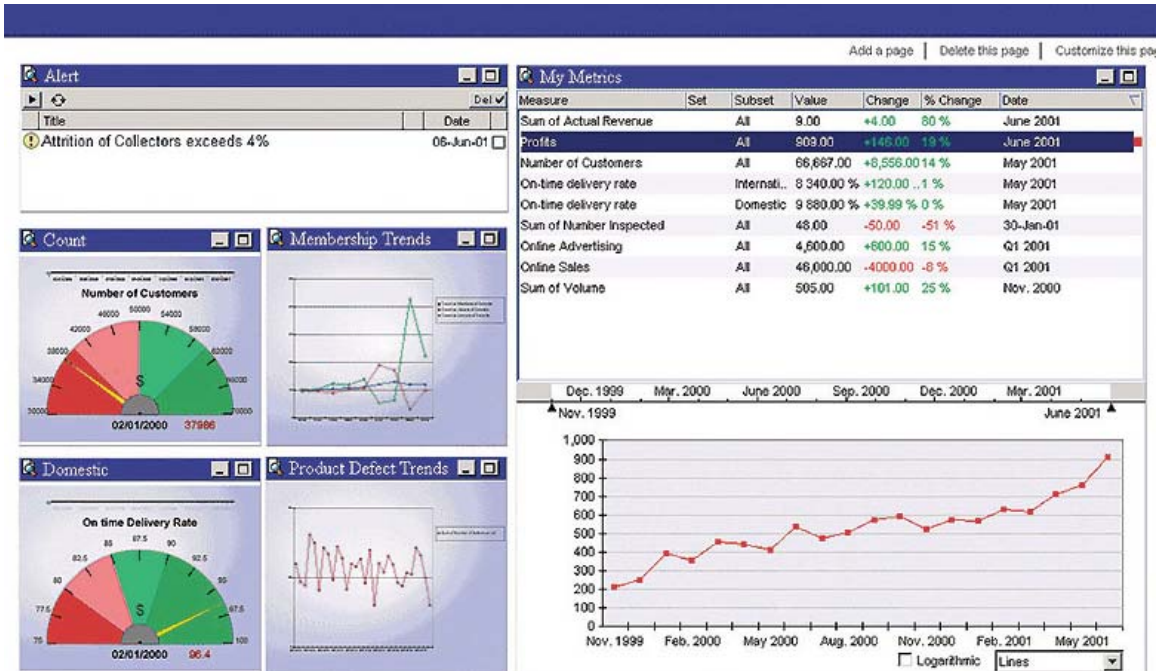 Add a page | Delete this page | Customize this pag
Alert
Del
Title Date
Attrition of Collectors exceeds 4% 06-Jun-01
Count
Number of Customers
30000 34000 38000 42000 46000 50000 54000 58000 62000 66000 70000
$
02/01/2000 37986
Membership Trends
Domestic
On time Delivery Rate
75 77.5 80 82.5 85 87.5 90 92.5 95 97.5 100
$
02/01/2000 96.4
Product Defect Trends
My Metrics
Measure Set Subset Value Change % Change Date
Sum of Actual Revenue All 9.00 +4.00 80 % June 2001
Profits All 909.00 +146.00 19 % June 2001
Number of Customers All 66,667.00 +8,556.00 14 % May 2001
On-time delivery rate Internati.. 8 340.00 % +120.00 ..1 % May 2001
On-time delivery rate Domestic 9 880.00 % +39.99 % 0 % May 2001
Sum of Number Inspected All 48.00 -50.00 -51 % 30-Jan-01
Online Advertising All 4,600.00 +600.00 15 % Q1 2001
Online Sales All 46,000.00 -4000.00 -8 % Q1 2001
Sum of Volume All 505.00 +101.00 25 % Nov. 2000
Dec. 1999 Mar. 2000 June 2000 Sep. 2000 Dec. 2000 Mar. 2001
Nov. 1999 June 2001
1,000
900
800
700
600
500
400
300
200
100
0
Nov. 1999 Feb. 2000 May 2000 Aug. 2000 Nov. 2000 Feb. 2001 May 2001
Logarithmic Lines